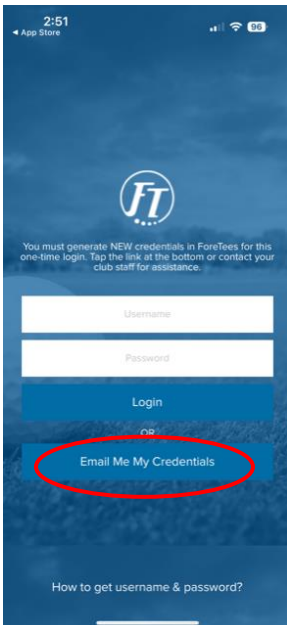 2:51
96
◄ App Store
FT
You must generate NEW credentials in ForeTees for this
one-time login. Tap the link at the bottom or contact your
club staff for assistance.
Username
Password
Login
OR
Email Me My Credentials
How to get username & password?